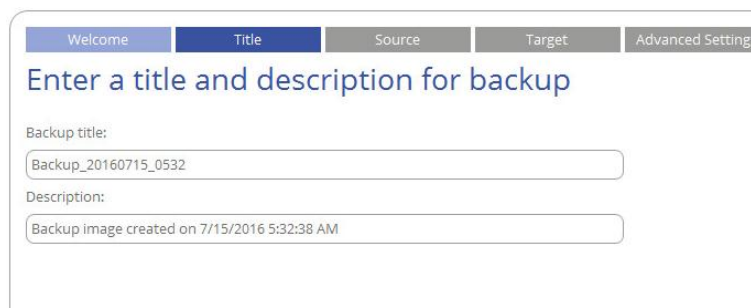 Welcome Title Source Target Advanced Setting
Enter a title and description for backup
Backup title:
Backup_20160715_0532
Description:
Backup image created on 7/15/2016 5:32:38 AM